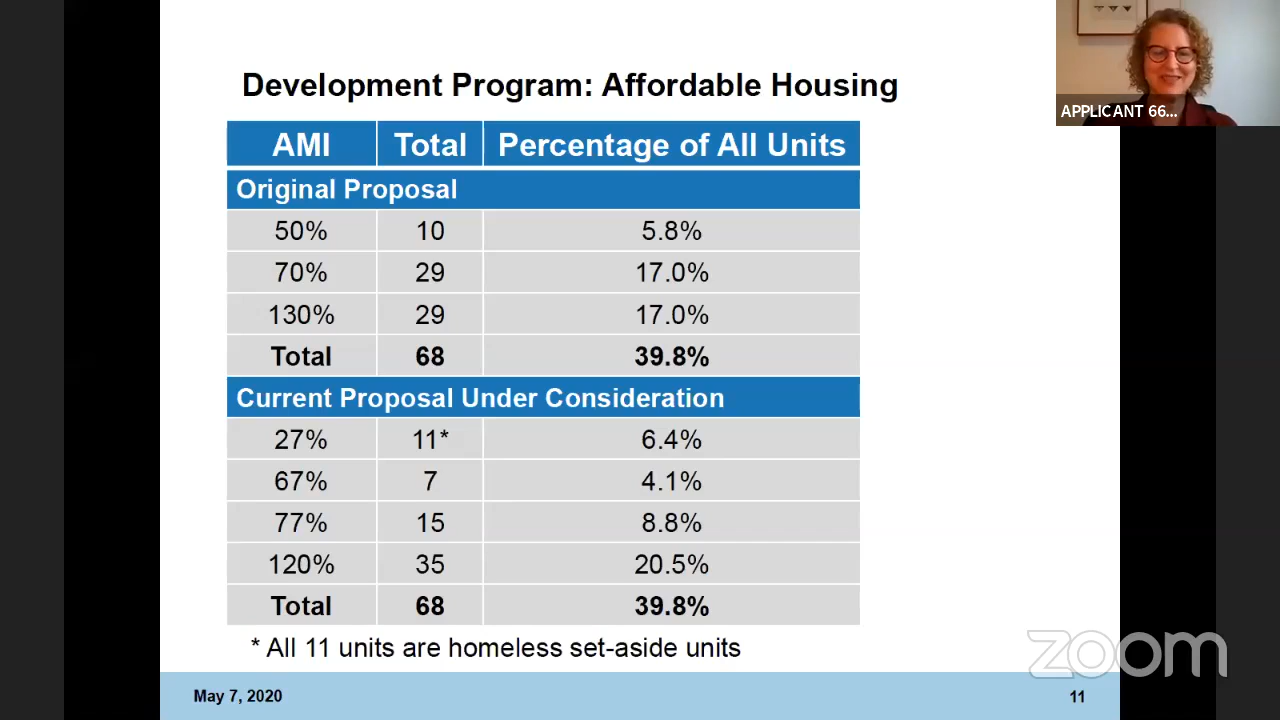 Development Program: Affordable Housing
APPLICANT 66...
AMI Total Percentage of All Units
Original Proposal
50% 10 5.8%
70% 29 17.0%
130% 29 17.0%
Total 68 39.8%
Current Proposal Under Consideration
27% 11* 6.4%
67% 7 4.1%
77% 15 8.8%
120% 35 20.5%
Total 68 39.8%
* All 11 units are homeless set-aside units
zoom
May 7, 2020 11